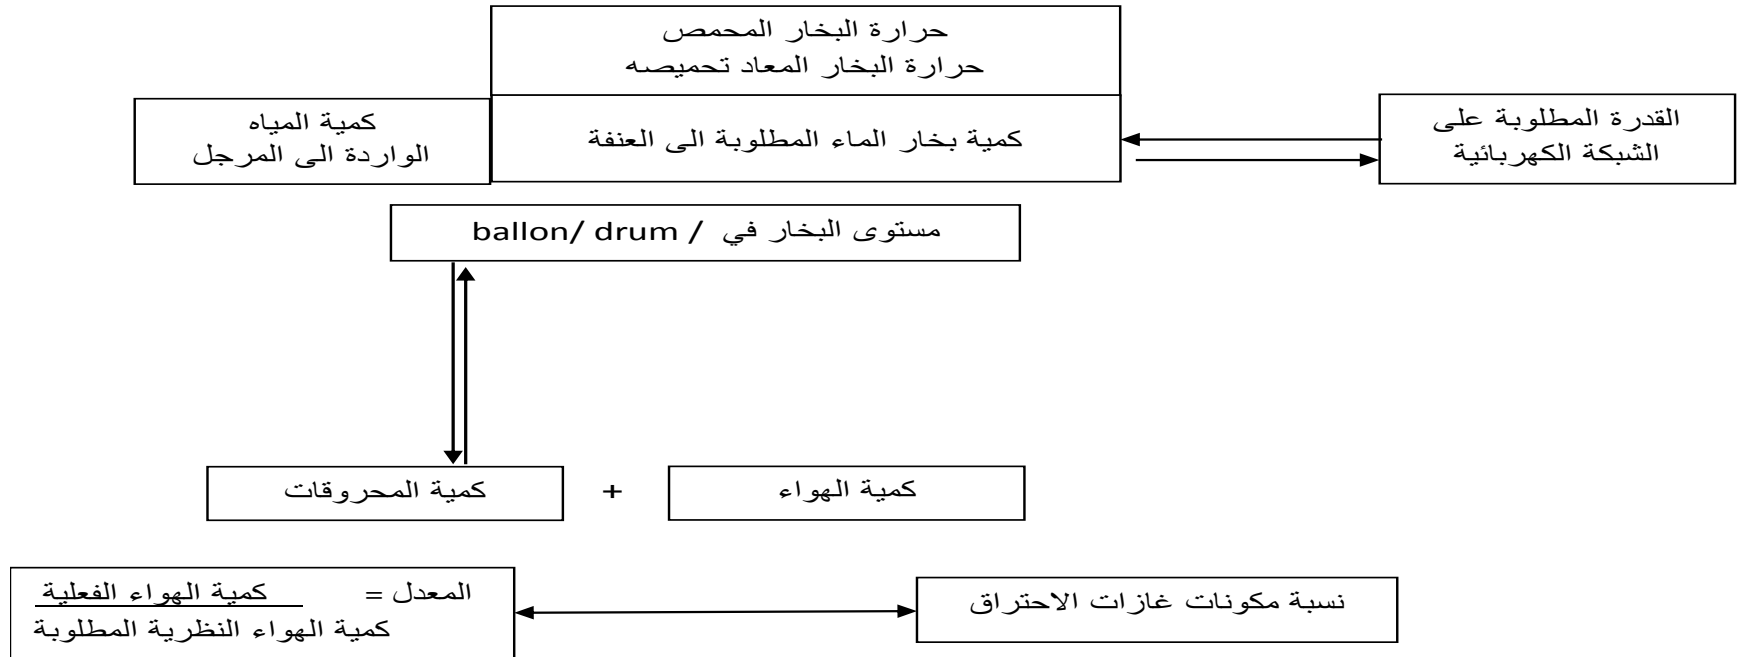 حرارة البخار المحمص
حرارة البخار المعاد تحميصه
القدرة المطلوبة على
الشبكة الكهربائية
كمية بخار الماء المطلوبة الى العنفة
كمية المياه
الواردة الى المرجل
مستوى البخار في / ballon/ drum
كمية الهواء
+
كمية المحروقات
نسبة مكونات غازات الاحتراق
المعدل = كمية الهواء الفعلية
كمية الهواء النظرية المطلوبة